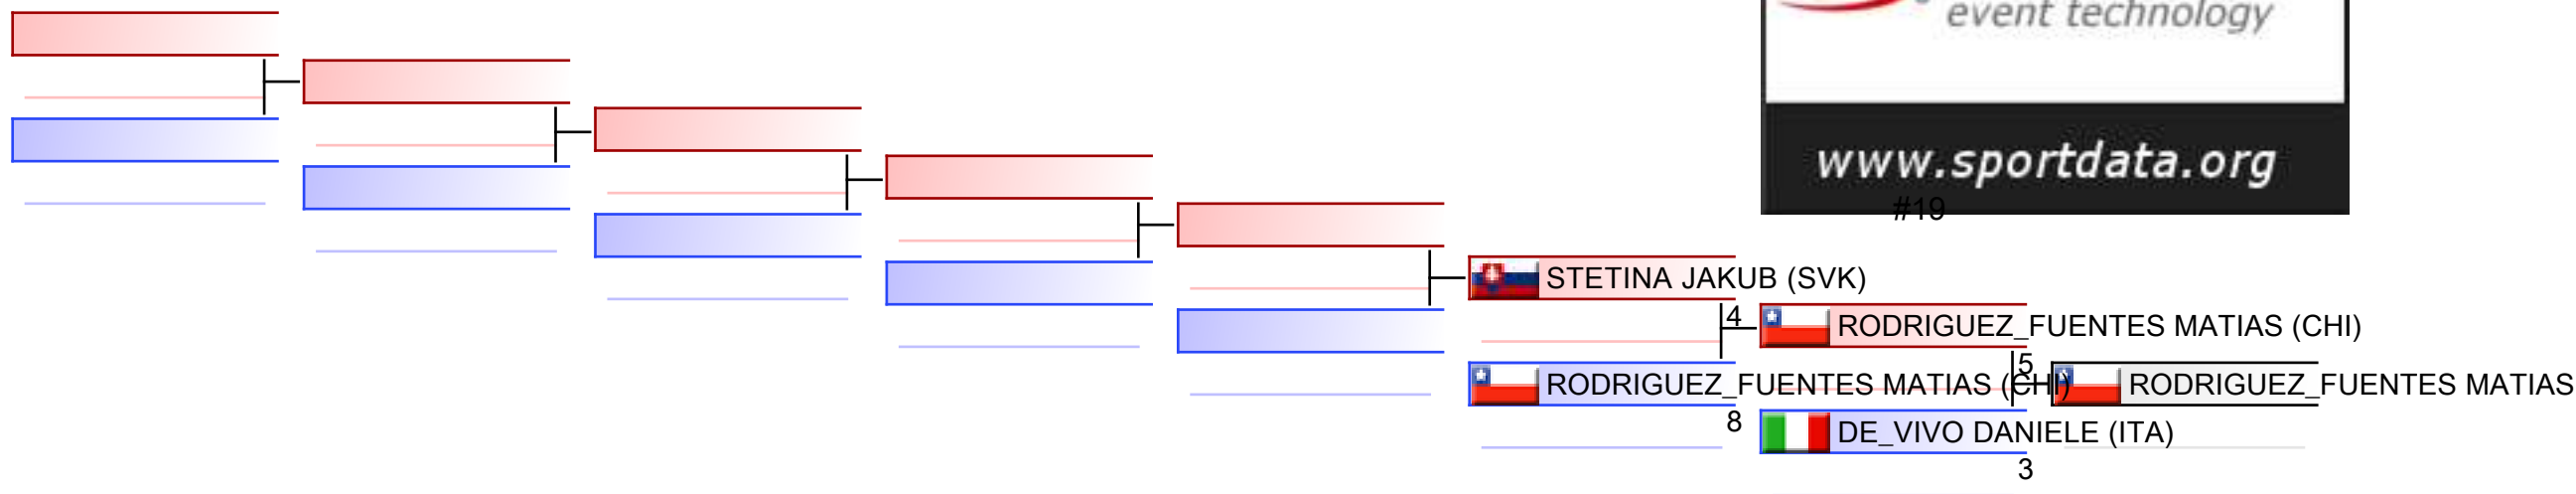 event technology
www.sportdata.org
#19
STETINA JAKUB (SVK)
4
RODRIGUEZ_FUENTES MATIAS (CHI)
5
RODRIGUEZ_FUENTES MATIAS (CHI)
RODRIGUEZ_FUENTES MATIAS
8
DE_VIVO DANIELE (ITA)
3